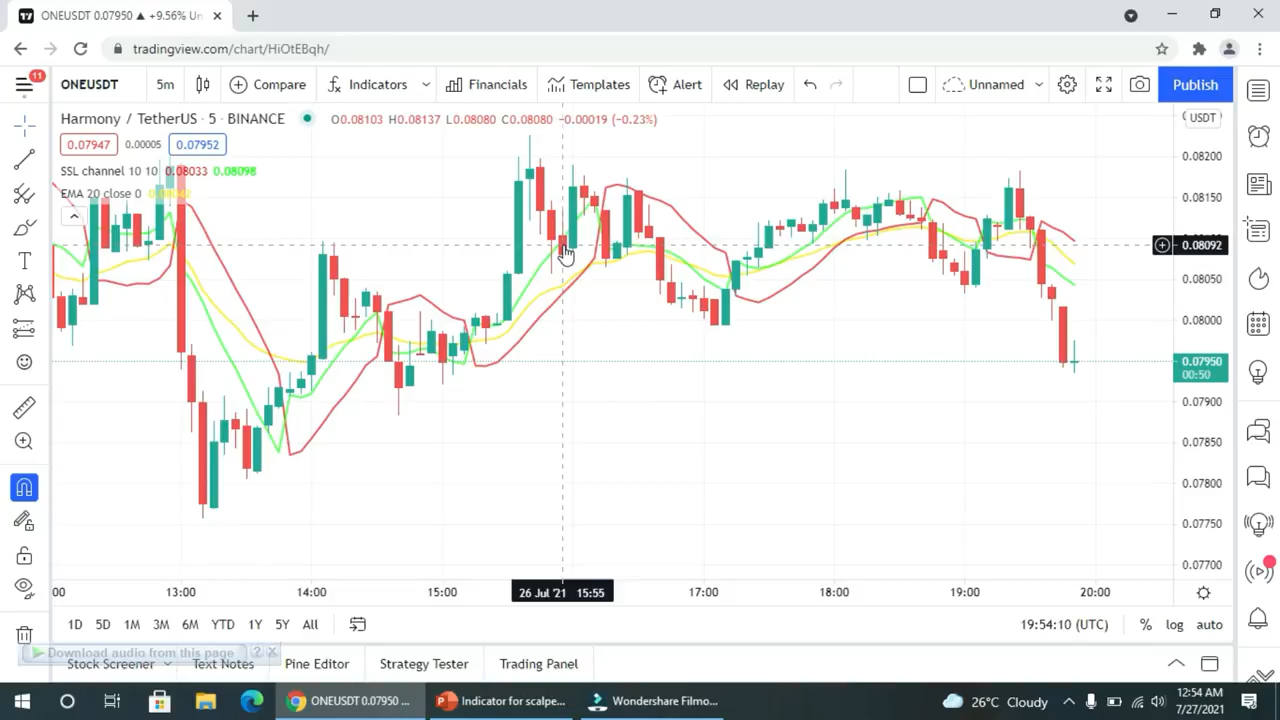 ONEUSDT 0.07950 ▲ +9.56% Un
tradingview.com/chart/HiOtEBqh/
11
ONEUSDT 5m Compare Indicators Financials Templates Alert Replay Unnamed Publish
Harmony / TetherUS · 5 · BINANCE O0.08103 H0.08137 L0.08080 C0.08080 -0.00019 (-0.23%)
USDT
0.07947 0.00005 0.07952
SSL channel 10 10 0.08033 0.08098
EMA 20 close 0
0.08200
0.08150
0.08092
0.08050
0.08000
0.07950
00:50
0.07900
0.07850
0.07800
0.07750
0.07700
:00 13:00 14:00 15:00 26 Jul '21 15:55 17:00 18:00 19:00 20:00
1D 5D 1M 3M 6M YTD 1Y 5Y All 19:54:10 (UTC) % log auto
Download audio from this page ? X
Stock Screener Text Notes Pine Editor Strategy Tester Trading Panel
ONEUSDT 0.07950 ... Indicator for scalpe... Wondershare Filmo... 26°C Cloudy 12:54 AM
7/27/2021